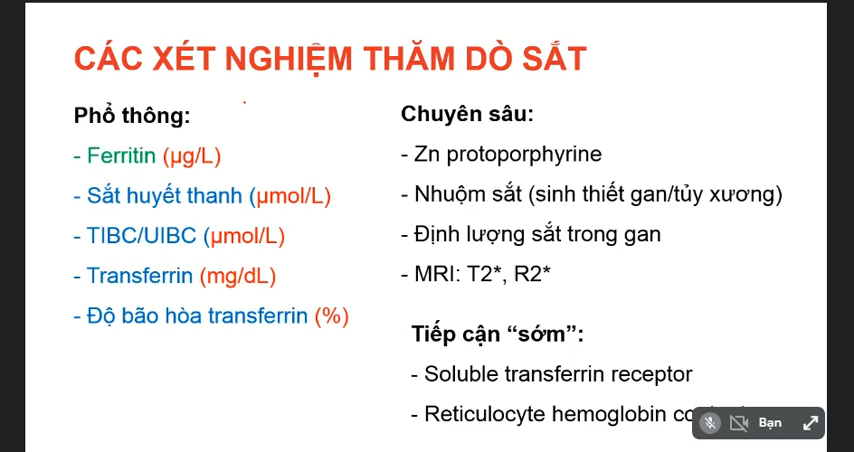 CÁC XÉT NGHIỆM THĂM DÒ SẮT
Phổ thông:
- Ferritin (µg/L)
- Sắt huyết thanh (µmol/L)
- TIBC/UIBC (µmol/L)
- Transferrin (mg/dL)
- Độ bão hòa transferrin (%)
Chuyên sâu:
- Zn protoporphyrine
- Nhuộm sắt (sinh thiết gan/tủy xương)
- Định lượng sắt trong gan
- MRI: T2*, R2*
Tiếp cận “sớm”:
- Soluble transferrin receptor
- Reticulocyte hemoglobin
Bạn